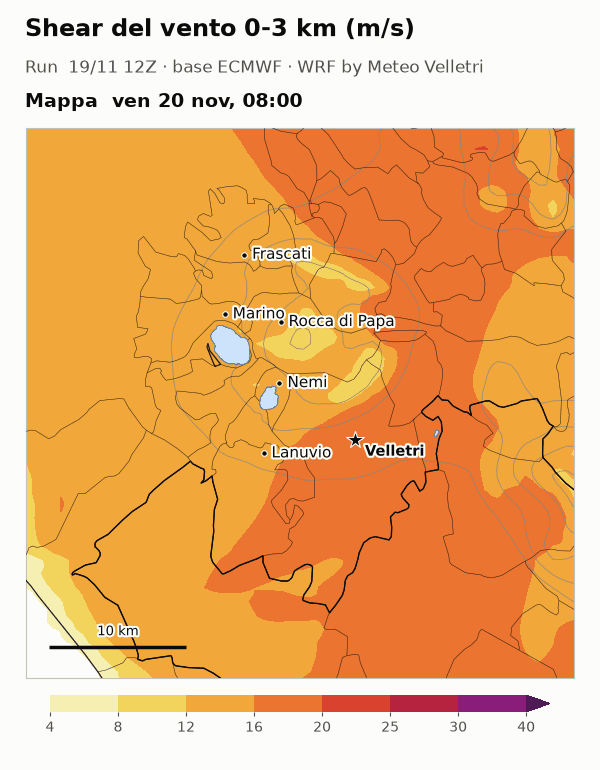 Shear del vento 0-3 km (m/s)
Run  19/11 12Z · base ECMWF · WRF by Meteo Velletri
Mappa  ven 20 nov, 08:00
Frascati
Marino
Rocca di Papa
Nemi
Velletri
Lanuvio
10 km
4 8 12 16 20 25 30 40